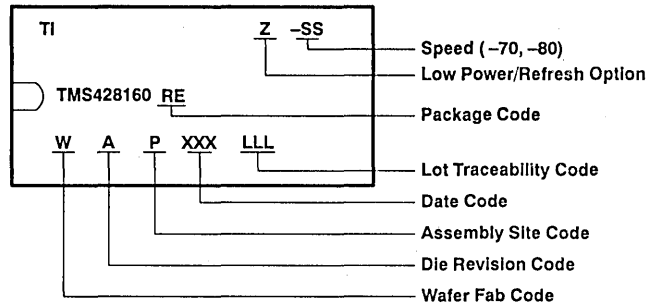 TI Z –SS
Speed (–70, –80)
Low Power/Refresh Option
TMS428160 RE
Package Code
W A P XXX LLL
Lot Traceability Code
Date Code
Assembly Site Code
Die Revision Code
Wafer Fab Code